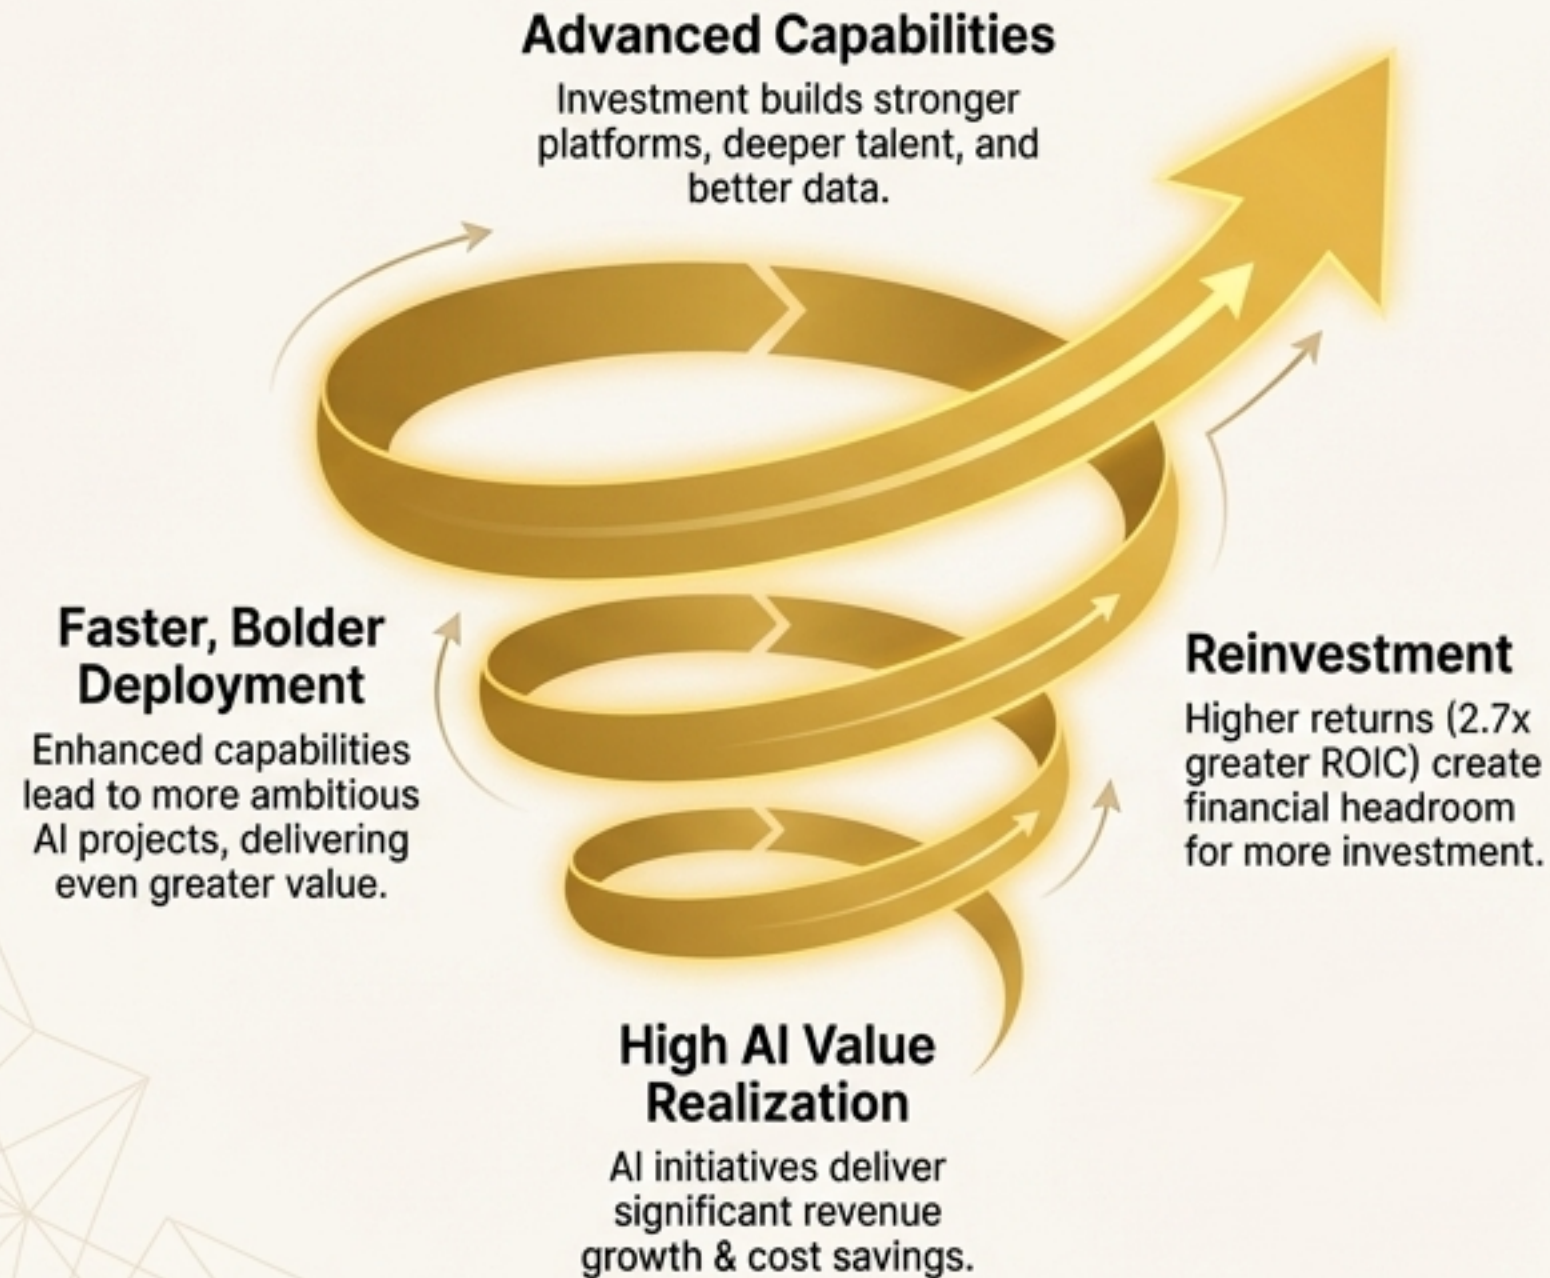 Advanced Capabilities
Investment builds stronger
platforms, deeper talent, and
better data.
Faster, Bolder
Deployment
Enhanced capabilities
lead to more ambitious
AI projects, delivering
even greater value.
Reinvestment
Higher returns (2.7x
greater ROIC) create
financial headroom
for more investment.
High AI Value
Realization
AI initiatives deliver
significant revenue
growth & cost savings.